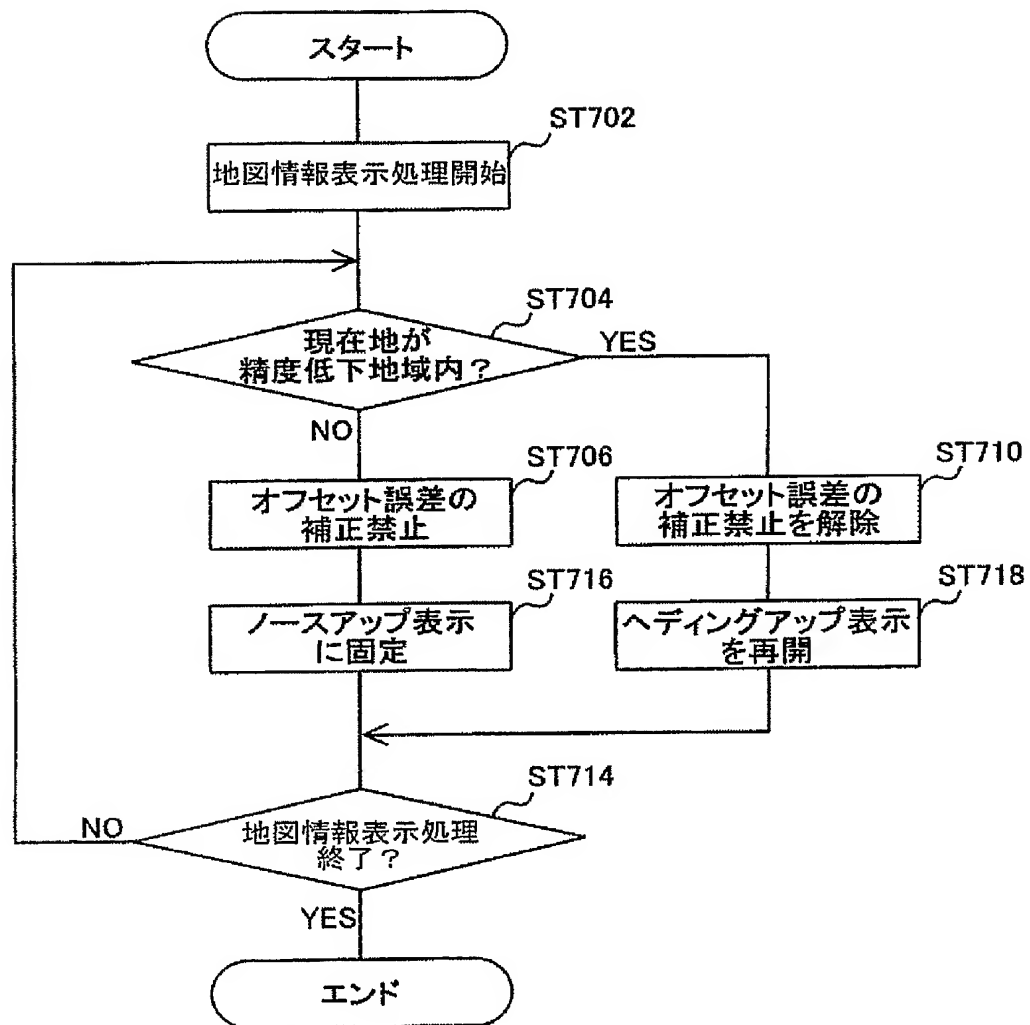 スタート
ST702
地図情報表示処理開始
ST704
現在地が
精度低下地域内？
YES
NO
ST706
オフセット誤差の
補正禁止
ST710
オフセット誤差の
補正禁止を解除
ST716
ノースアップ表示
に固定
ST718
ヘディングアップ表示
を再開
ST714
地図情報表示処理
終了？
NO
YES
エンド